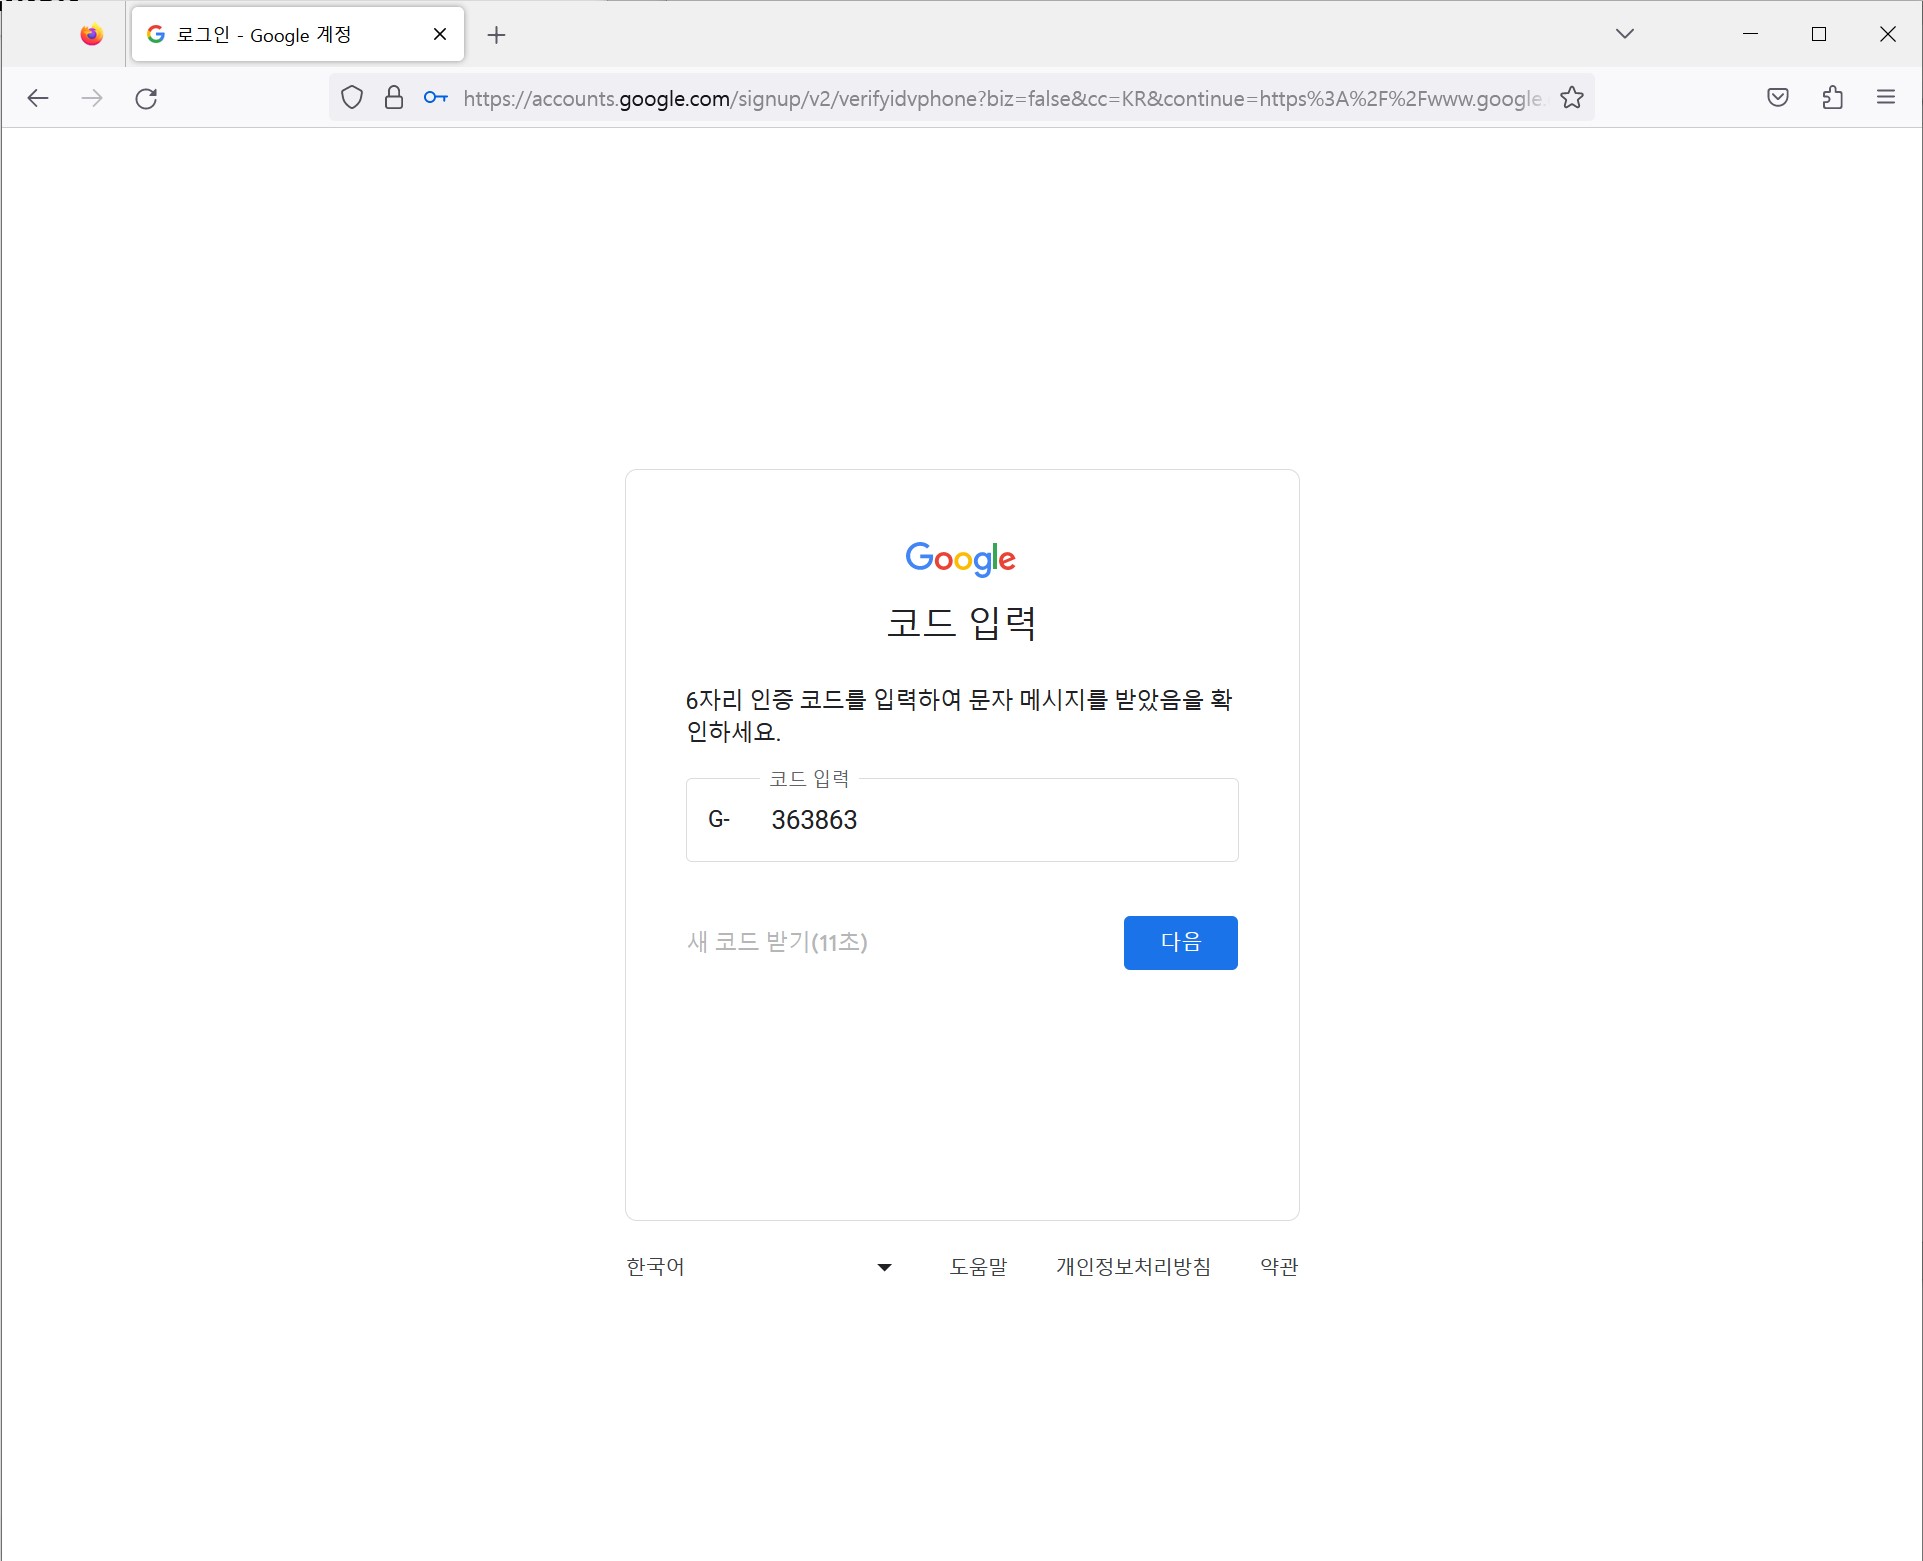 로그인 - Google 계정
https://accounts.google.com/signup/v2/verifyidvphone?biz=false&cc=KR&continue=https%3A%2F%2Fwww.google.
Google
코드 입력
6자리 인증 코드를 입력하여 문자 메시지를 받았음을 확
인하세요.
코드 입력
G- 363863
새 코드 받기(11초)
다음
한국어
도움말
개인정보처리방침
약관